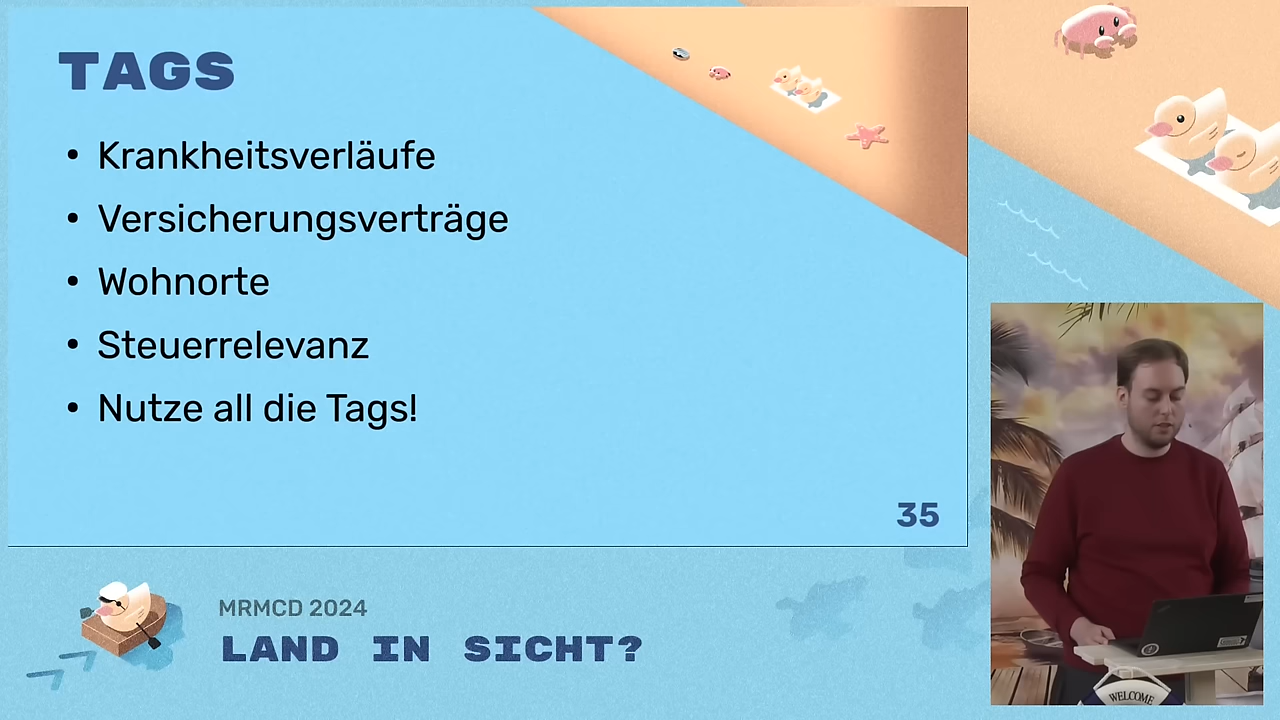 TAGS
• Krankheitsverläufe
• Versicherungsverträge
• Wohnorte
• Steuerrelevanz
• Nutze all die Tags!
35
MRMCD 2024
LAND IN SICHT?
WELCOME